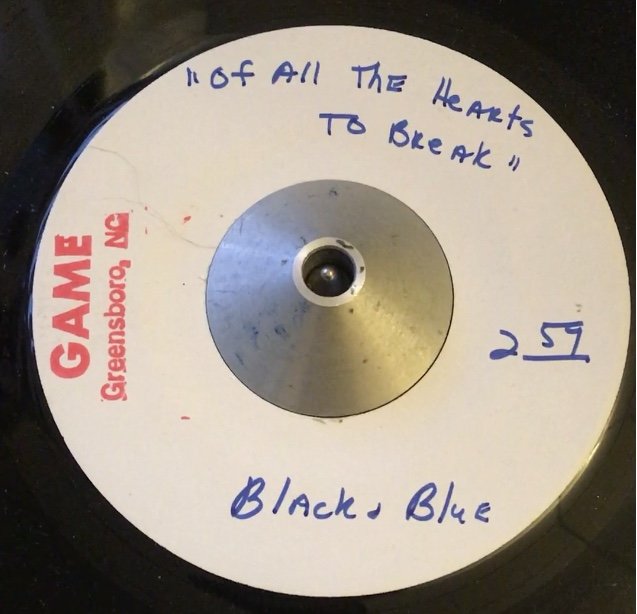 "Of All The Hearts
To Break"
GAME
Greensboro, NC
2 59
Black & Blue